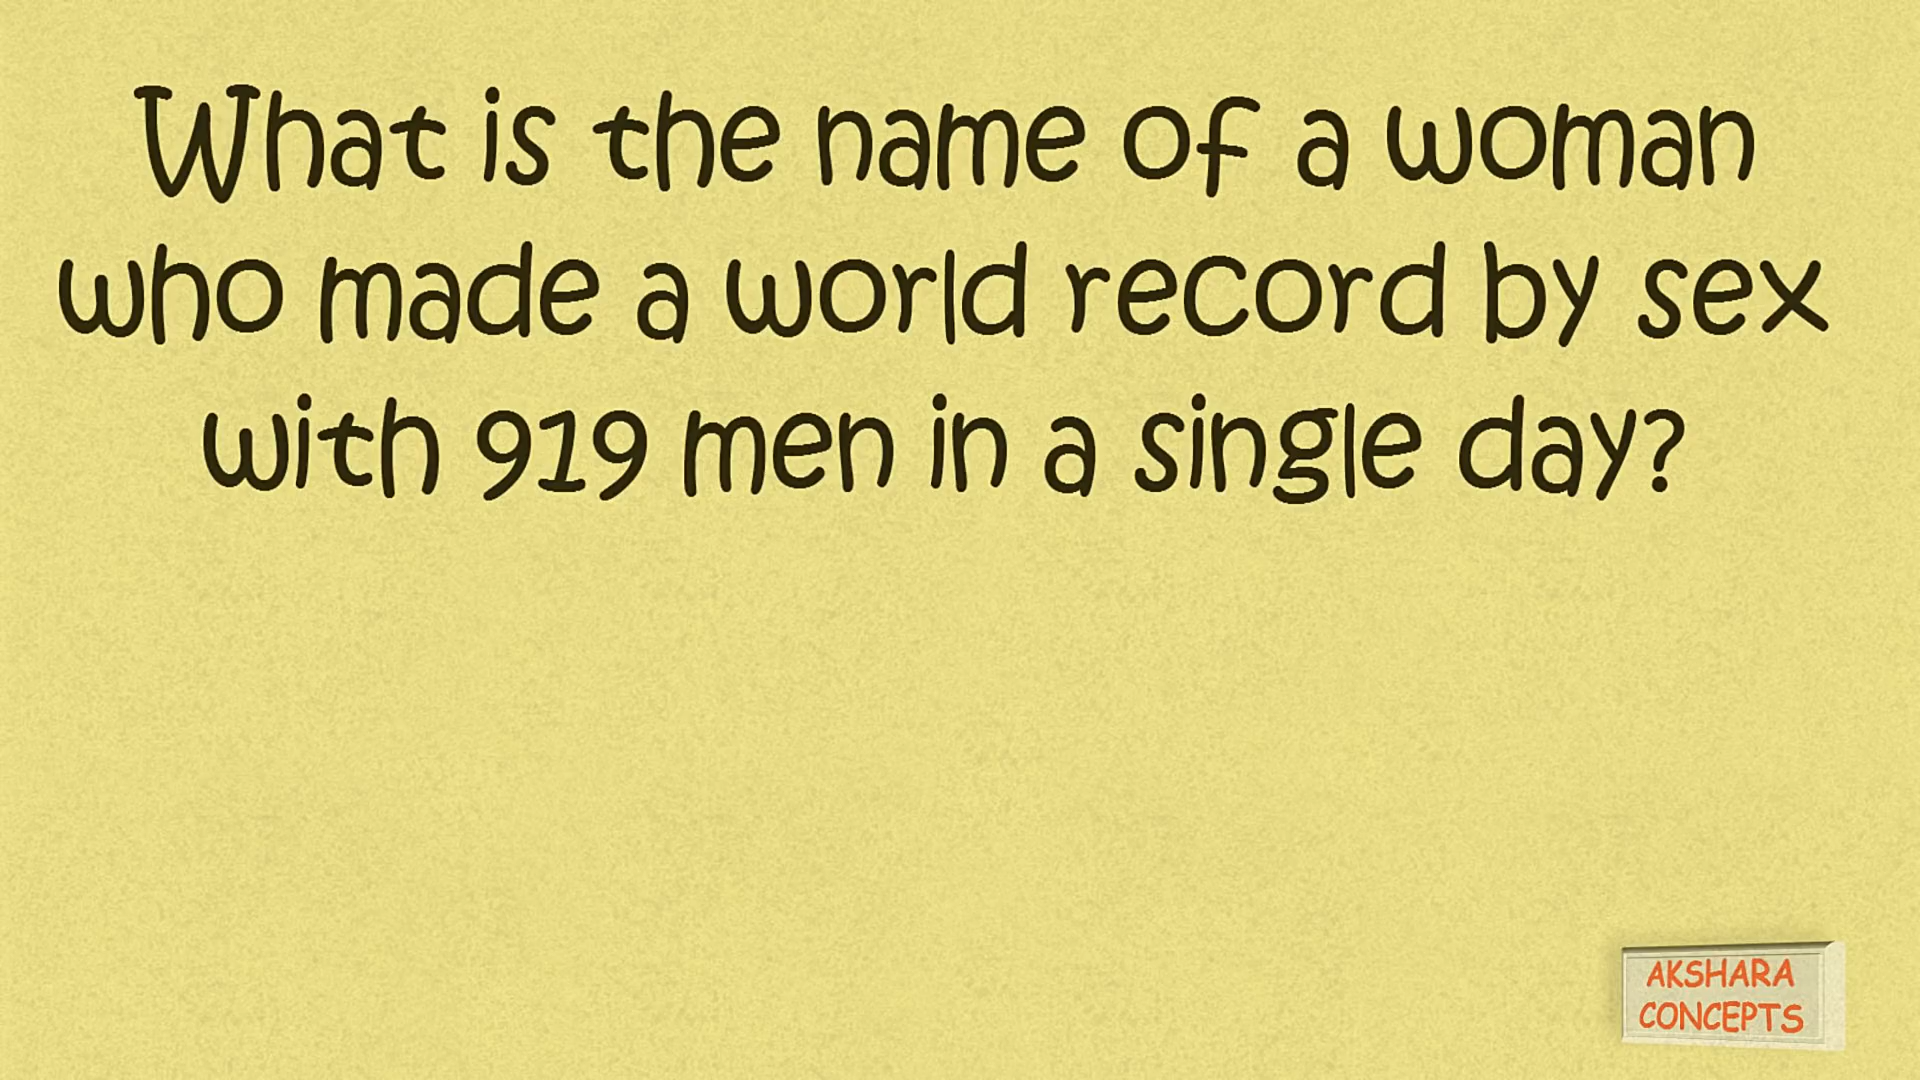 What is the name of a woman
who made a world record by sex
with 919 men in a single day?
AKSHARA
CONCEPTS